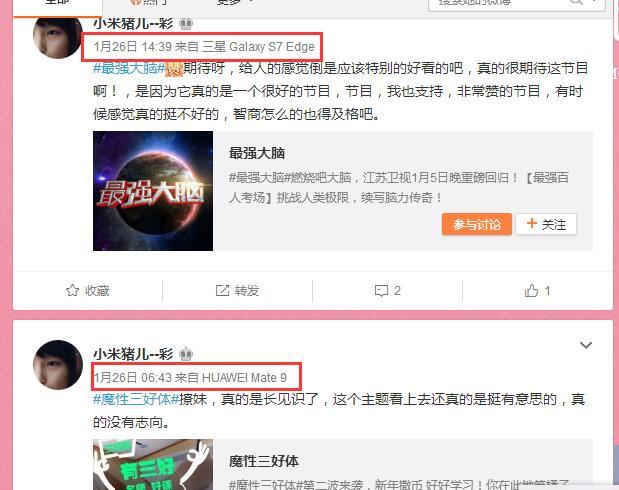 全部
热门
更多
搜索她的微博
小米猪儿--彩
1月26日 14:39 来自 三星 Galaxy S7 Edge
#最强大脑#赞期待呀，给人的感觉倒是应该特别的好看的吧，真的很期待这节目
啊！，是因为它真的是一个很好的节目，节目，我也支持，非常赞的节目，有时
候感觉真的挺不好的，智商怎么的也得及格吧。
最强大脑
最强大脑
#最强大脑#燃烧吧大脑，江苏卫视1月5日晚重磅回归！【最强百
人考场】挑战人类极限，续写脑力传奇！
参与讨论
+ 关注
收藏
转发
2
1
小米猪儿--彩
1月26日 06:43 来自 HUAWEI Mate 9
#魔性三好体#撩妹，真的是长见识了，这个主题看上去还真的是挺有意思的，真
的没有志向。
有三好
魔性三好体
#魔性三好体#第二波来袭，新年撒币 好好学习！你在此地等橘子